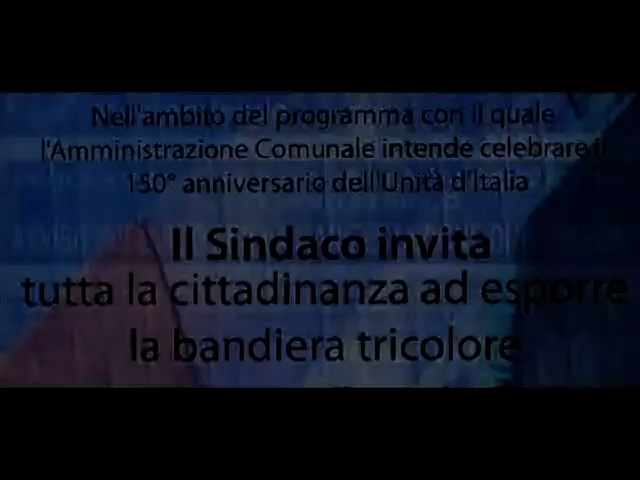 Nell'ambito del programma con il quale
l'Amministrazione Comunale intende celebrare il
150° anniversario dell'Unità d'Italia
Il Sindaco invita
tutta la cittadinanza ad esporre
la bandiera tricolore